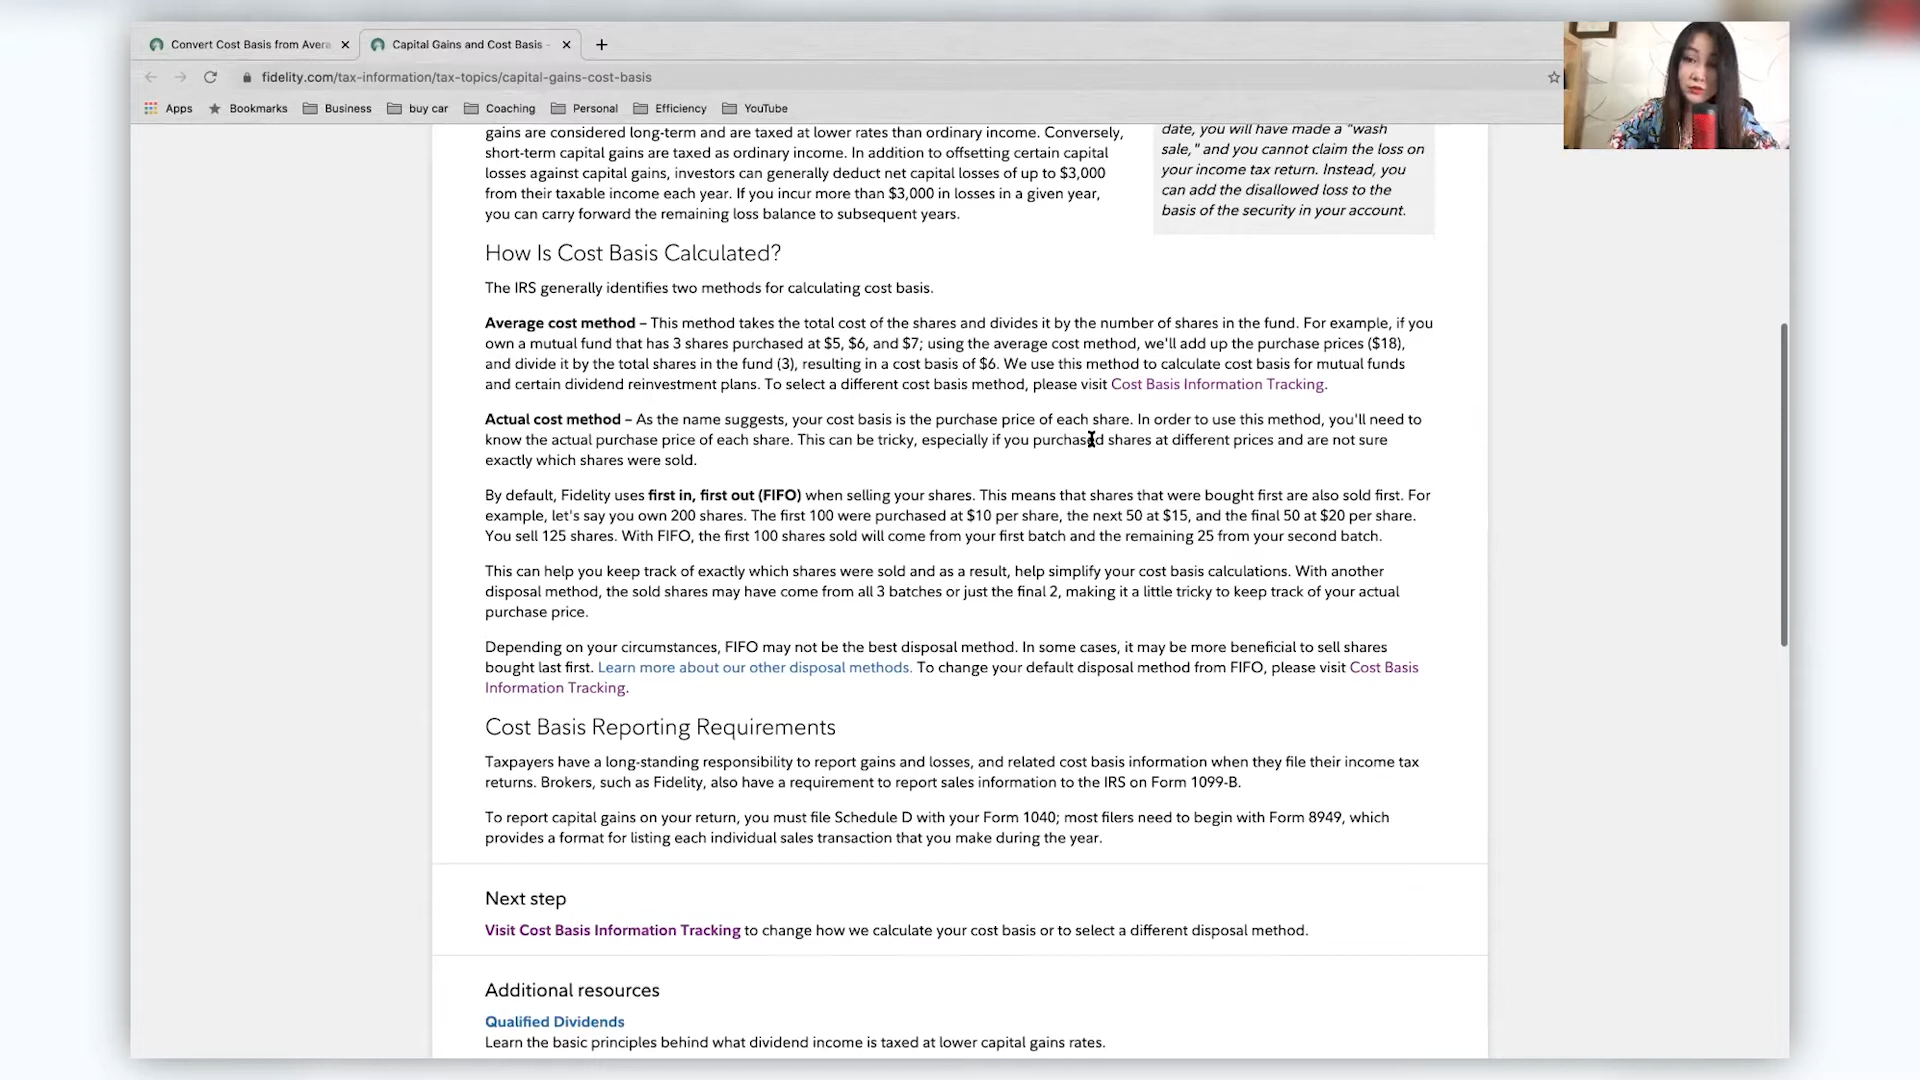 Convert Cost Basis from Avera
Capital Gains and Cost Basis -
fidelity.com/tax-information/tax-topics/capital-gains-cost-basis
Apps Bookmarks Business buy car Coaching Personal Efficiency YouTube
gains are considered long-term and are taxed at lower rates than ordinary income. Conversely,
short-term capital gains are taxed as ordinary income. In addition to offsetting certain capital
losses against capital gains, investors can generally deduct net capital losses of up to $3,000
from their taxable income each year. If you incur more than $3,000 in losses in a given year,
you can carry forward the remaining loss balance to subsequent years.
date, you will have made a "wash
sale," and you cannot claim the loss on
your income tax return. Instead, you
can add the disallowed loss to the
basis of the security in your account.
How Is Cost Basis Calculated?
The IRS generally identifies two methods for calculating cost basis.
Average cost method – This method takes the total cost of the shares and divides it by the number of shares in the fund. For example, if you
own a mutual fund that has 3 shares purchased at $5, $6, and $7; using the average cost method, we'll add up the purchase prices ($18),
and divide it by the total shares in the fund (3), resulting in a cost basis of $6. We use this method to calculate cost basis for mutual funds
and certain dividend reinvestment plans. To select a different cost basis method, please visit Cost Basis Information Tracking.
Actual cost method – As the name suggests, your cost basis is the purchase price of each share. In order to use this method, you'll need to
know the actual purchase price of each share. This can be tricky, especially if you purchased shares at different prices and are not sure
exactly which shares were sold.
By default, Fidelity uses first in, first out (FIFO) when selling your shares. This means that shares that were bought first are also sold first. For
example, let's say you own 200 shares. The first 100 were purchased at $10 per share, the next 50 at $15, and the final 50 at $20 per share.
You sell 125 shares. With FIFO, the first 100 shares sold will come from your first batch and the remaining 25 from your second batch.
This can help you keep track of exactly which shares were sold and as a result, help simplify your cost basis calculations. With another
disposal method, the sold shares may have come from all 3 batches or just the final 2, making it a little tricky to keep track of your actual
purchase price.
Depending on your circumstances, FIFO may not be the best disposal method. In some cases, it may be more beneficial to sell shares
bought last first. Learn more about our other disposal methods. To change your default disposal method from FIFO, please visit Cost Basis
Information Tracking.
Cost Basis Reporting Requirements
Taxpayers have a long-standing responsibility to report gains and losses, and related cost basis information when they file their income tax
returns. Brokers, such as Fidelity, also have a requirement to report sales information to the IRS on Form 1099-B.
To report capital gains on your return, you must file Schedule D with your Form 1040; most filers need to begin with Form 8949, which
provides a format for listing each individual sales transaction that you make during the year.
Next step
Visit Cost Basis Information Tracking to change how we calculate your cost basis or to select a different disposal method.
Additional resources
Qualified Dividends
Learn the basic principles behind what dividend income is taxed at lower capital gains rates.